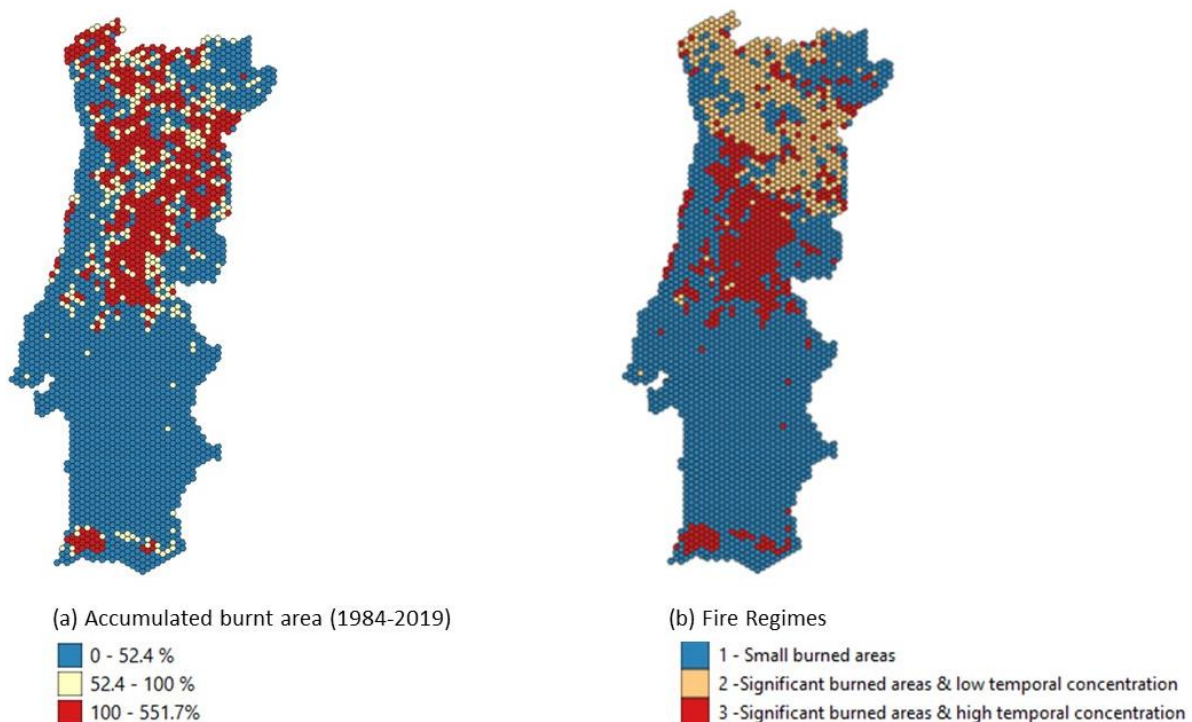 (a) Accumulated burnt area (1984-2019)
0 - 52.4 %
52.4 - 100 %
100 - 551.7%
(b) Fire Regimes
1 - Small burned areas
2 -Significant burned areas & low temporal concentration
3 -Significant burned areas & high temporal concentration